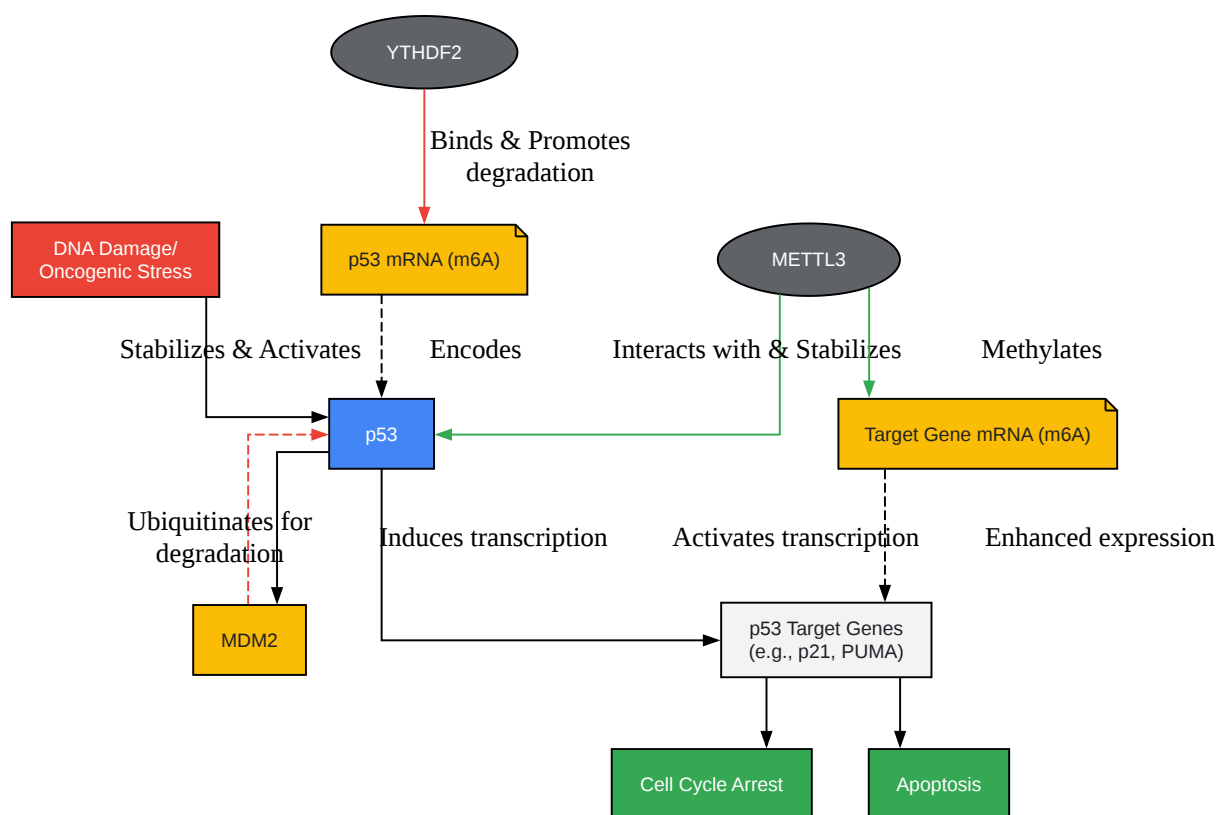 YTHDF2
Binds & Promotes
degradation
DNA Damage/
Oncogenic Stress
p53 mRNA (m6A)
METTL3
Stabilizes & Activates
Encodes
Interacts with & Stabilizes
Methylates
p53
Target Gene mRNA (m6A)
Ubiquitinates for
degradation
Induces transcription
Activates transcription
Enhanced expression
MDM2
p53 Target Genes
(e.g., p21, PUMA)
Cell Cycle Arrest
Apoptosis